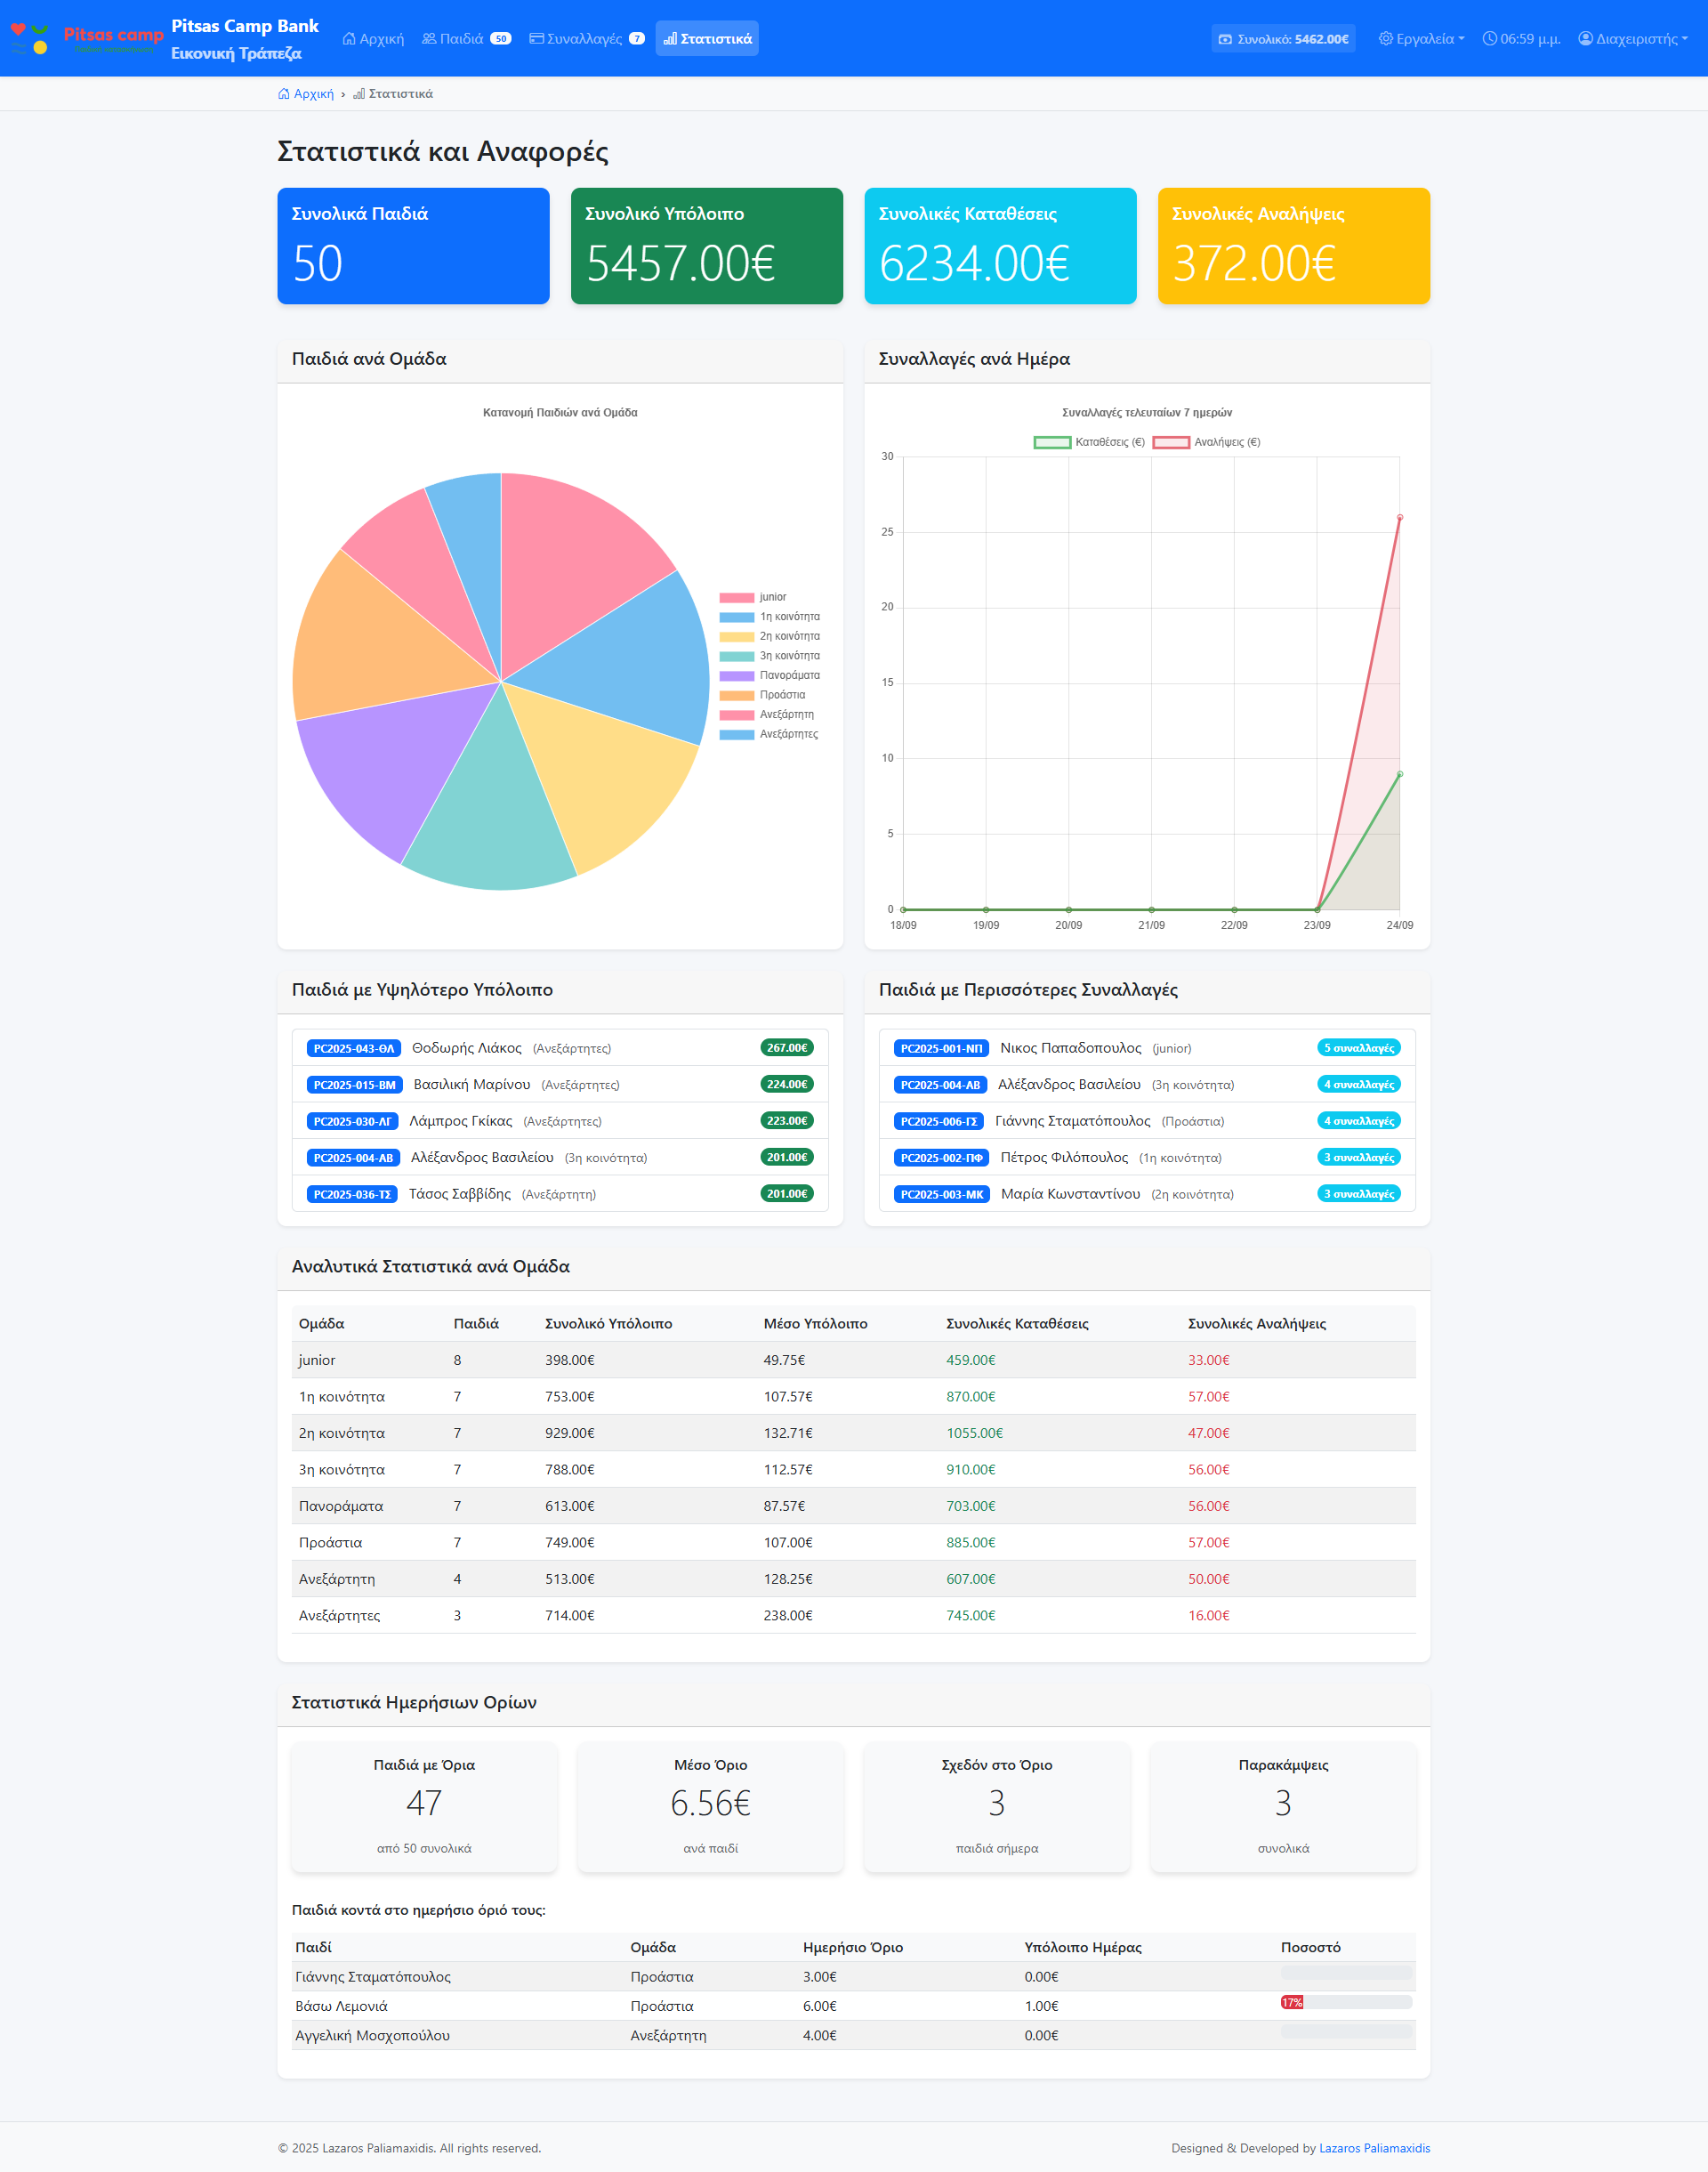 Pitsas camp
Pitsas Camp Bank
Εικονική Τράπεζα
Αρχική
Παιδιά 50
Συναλλαγές 7
Στατιστικά
Συνολικό: 5462.00€
Εργαλεία
06:59 μ.μ.
Διαχειριστής
Αρχική › Στατιστικά
Στατιστικά και Αναφορές
Συνολικά Παιδιά
50
Συνολικό Υπόλοιπο
5457.00€
Συνολικές Καταθέσεις
6234.00€
Συνολικές Αναλήψεις
372.00€
Παιδιά ανά Ομάδα
Κατανομή Παιδιών ανά Ομάδα
junior
1η κοινότητα
2η κοινότητα
3η κοινότητα
Πανοράματα
Προάστια
Ανεξάρτητη
Ανεξάρτητες
Συναλλαγές ανά Ημέρα
Συναλλαγές τελευταίων 7 ημερών
Καταθέσεις (€) Αναλήψεις (€)
30
25
20
15
10
5
0
18/09 19/09 20/09 21/09 22/09 23/09 24/09
Παιδιά με Υψηλότερο Υπόλοιπο
PC2025-043-ΘΛ Θοδωρής Λιάκος (Ανεξάρτητες) 267.00€
PC2025-015-ΒΜ Βασιλική Μαρίνου (Ανεξάρτητες) 224.00€
PC2025-030-ΛΓ Λάμπρος Γκίκας (Ανεξάρτητες) 223.00€
PC2025-004-ΑΒ Αλέξανδρος Βασιλείου (3η κοινότητα) 201.00€
PC2025-036-ΤΣ Τάσος Σαββίδης (Ανεξάρτητη) 201.00€
Παιδιά με Περισσότερες Συναλλαγές
PC2025-001-ΝΠ Νικος Παπαδοπουλος (junior) 5 συναλλαγές
PC2025-004-ΑΒ Αλέξανδρος Βασιλείου (3η κοινότητα) 4 συναλλαγές
PC2025-006-ΓΣ Γιάννης Σταματόπουλος (Προάστια) 4 συναλλαγές
PC2025-002-ΠΦ Πέτρος Φιλόπουλος (1η κοινότητα) 3 συναλλαγές
PC2025-003-ΜΚ Μαρία Κωνσταντίνου (2η κοινότητα) 3 συναλλαγές
Αναλυτικά Στατιστικά ανά Ομάδα
Ομάδα Παιδιά Συνολικό Υπόλοιπο Μέσο Υπόλοιπο Συνολικές Καταθέσεις Συνολικές Αναλήψεις
junior 8 398.00€ 49.75€ 459.00€ 33.00€
1η κοινότητα 7 753.00€ 107.57€ 870.00€ 57.00€
2η κοινότητα 7 929.00€ 132.71€ 1055.00€ 47.00€
3η κοινότητα 7 788.00€ 112.57€ 910.00€ 56.00€
Πανοράματα 7 613.00€ 87.57€ 703.00€ 56.00€
Προάστια 7 749.00€ 107.00€ 885.00€ 57.00€
Ανεξάρτητη 4 513.00€ 128.25€ 607.00€ 50.00€
Ανεξάρτητες 3 714.00€ 238.00€ 745.00€ 16.00€
Στατιστικά Ημερήσιων Ορίων
Παιδιά με Όρια
47
από 50 συνολικά
Μέσο Όριο
6.56€
ανά παιδί
Σχεδόν στο Όριο
3
παιδιά σήμερα
Παρακάμψεις
3
συνολικά
Παιδιά κοντά στο ημερήσιο όριό τους:
Παιδί Ομάδα Ημερήσιο Όριο Υπόλοιπο Ημέρας Ποσοστό
Γιάννης Σταματόπουλος Προάστια 3.00€ 0.00€
Βάσω Λεμονιά Προάστια 6.00€ 1.00€ 17%
Αγγελική Μοσχοπούλου Ανεξάρτητη 4.00€ 0.00€
© 2025 Lazaros Paliamaxidis. All rights reserved.
Designed & Developed by Lazaros Paliamaxidis